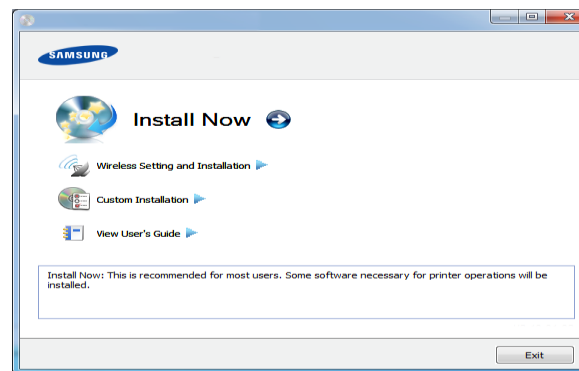 SAMSUNG
Install Now
Wireless Setting and Installation
Custom Installation
View User's Guide
Install Now: This is recommended for most users. Some software necessary for printer operations will be
installed.
Exit